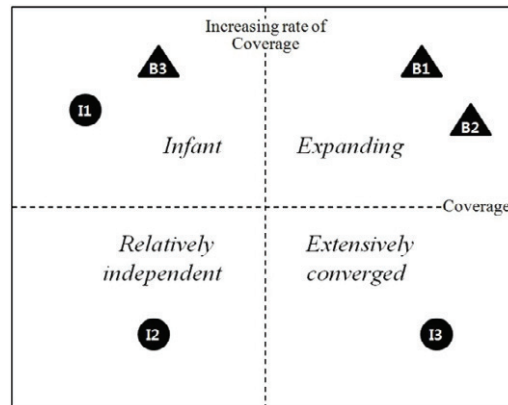 Increasing rate of
Coverage
B3
B1
I1
B2
Infant
Expanding
Coverage
Relatively
independent
Extensively
converged
I2
I3